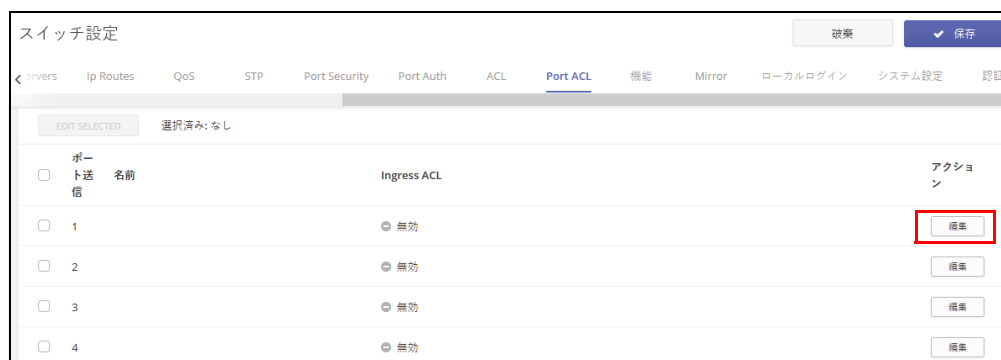 スイッチ設定
破棄
✔ 保存
ervers Ip Routes QoS STP Port Security Port Auth ACL Port ACL 機能 Mirror ローカルログイン システム設定 認証
EDIT SELECTED 選択済み: なし
ポー
ト送
信
名前
Ingress ACL
アクショ
ン
1 無効 編集
2 無効 編集
3 無効 編集
4 無効 編集